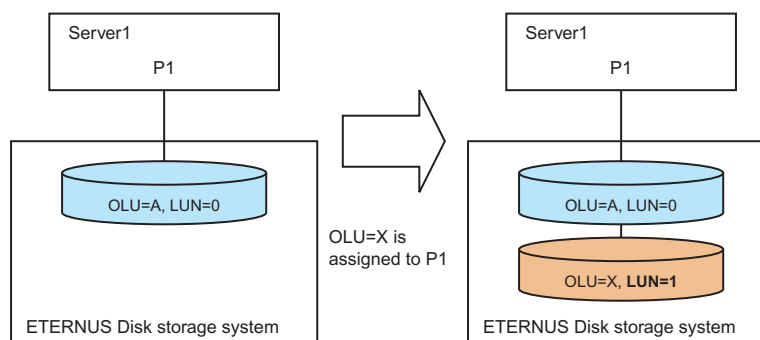 Server1
P1
OLU=A, LUN=0
ETERNUS Disk storage system
OLU=X is
assigned to P1
Server1
P1
OLU=A, LUN=0
OLU=X, LUN=1
ETERNUS Disk storage system